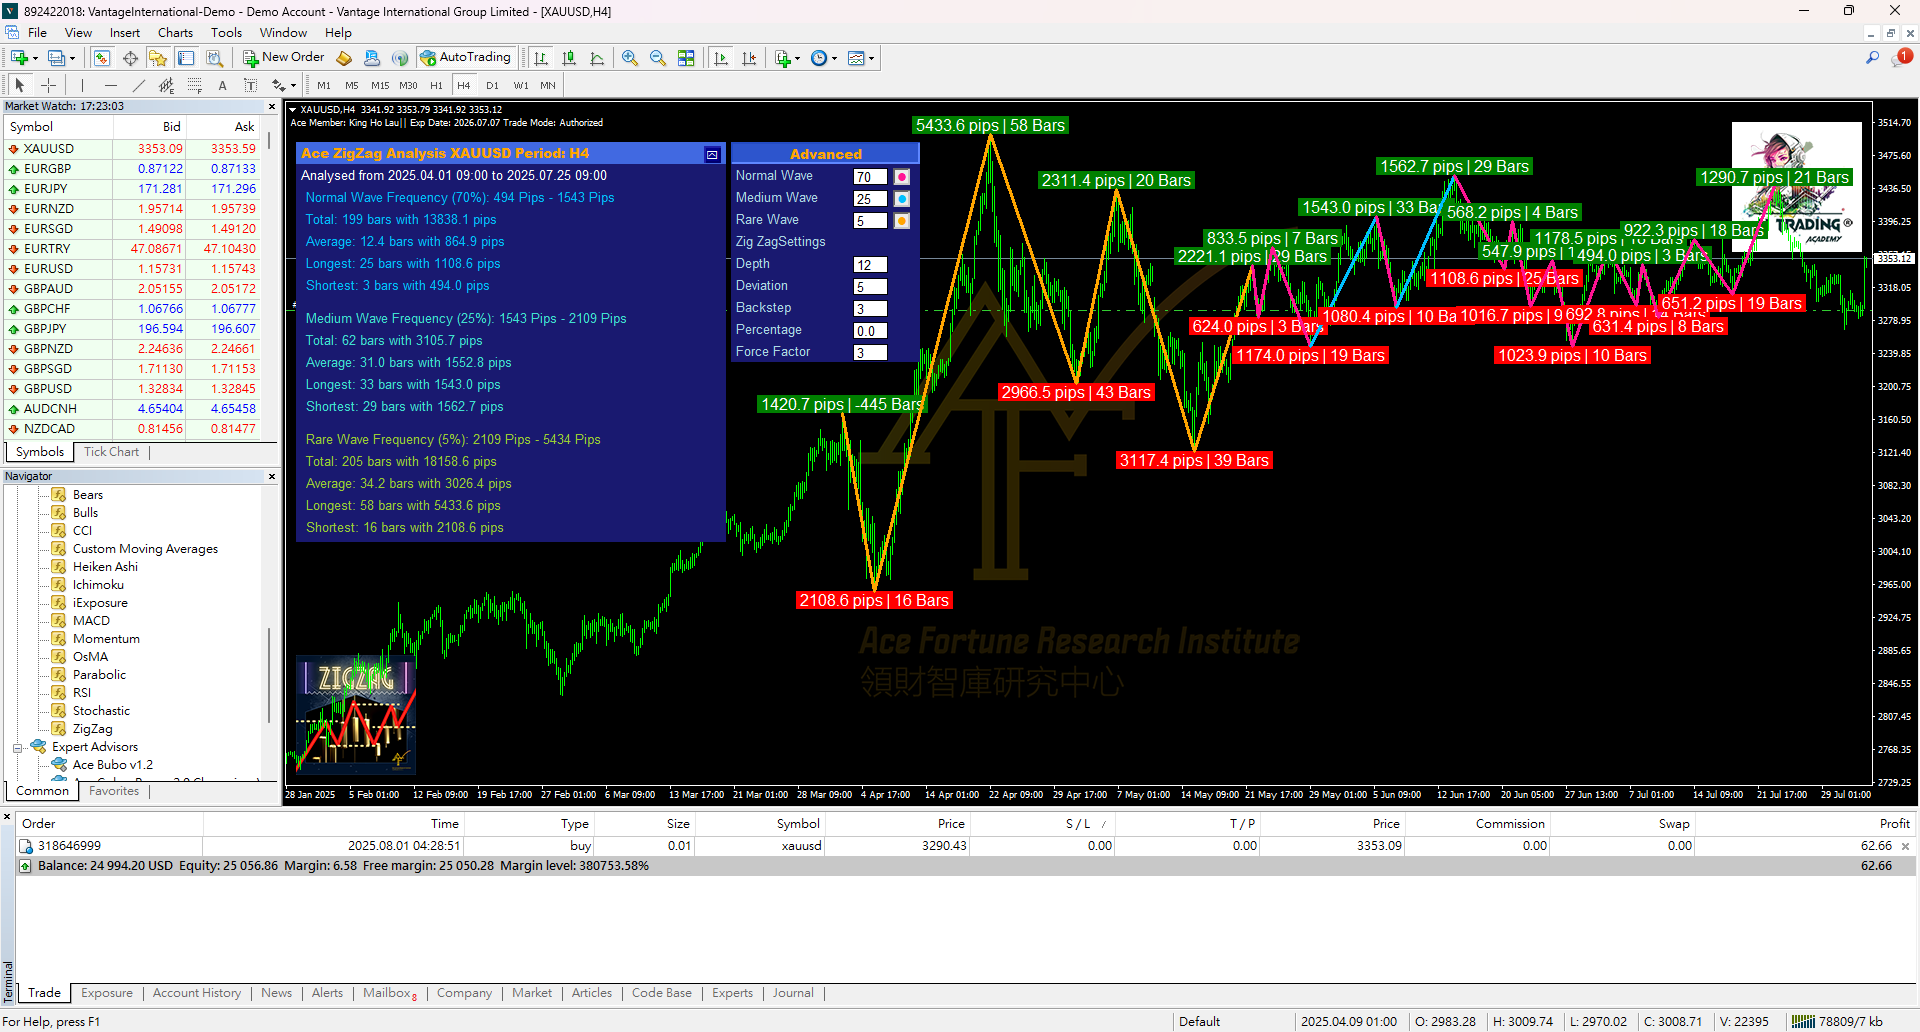 892422018: VantageInternational-Demo - Demo Account - Vantage International Group Limited - [XAUUSD,H4]
File View Insert Charts Tools Window Help
New Order AutoTrading
1
M1 M5 M15 M30 H1 H4 D1 W1 MN
Market Watch: 17:23:03
Symbol Bid Ask
XAUUSD 3353.09 3353.59
EURGBP 0.87122 0.87133
EURJPY 171.281 171.296
EURNZD 1.95714 1.95739
EURSGD 1.49098 1.49120
EURTRY 47.08671 47.10430
EURUSD 1.15731 1.15743
GBPAUD 2.05155 2.05172
GBPCHF 1.06766 1.06777
GBPJPY 196.594 196.607
GBPNZD 2.24636 2.24661
GBPSGD 1.71130 1.71153
GBPUSD 1.32834 1.32845
AUDCNH 4.65404 4.65458
NZDCAD 0.81456 0.81477
Symbols Tick Chart
Navigator
Bears
Bulls
CCI
Custom Moving Averages
Heiken Ashi
Ichimoku
iExposure
MACD
Momentum
OsMA
Parabolic
RSI
Stochastic
ZigZag
Expert Advisors
Ace Bubo v1.2
Common Favorites
XAUUSD,H4 3341.92 3353.79 3341.92 3353.12
Ace Member: King Ho Lau|| Exp Date: 2026.07.07 Trade Mode: Authorized
Ace ZigZag Analysis XAUUSD Period: H4
Analysed from 2025.04.01 09:00 to 2025.07.25 09:00
Normal Wave Frequency (70%): 494 Pips - 1543 Pips
Total: 199 bars with 13838.1 pips
Average: 12.4 bars with 864.9 pips
Longest: 25 bars with 1108.6 pips
Shortest: 3 bars with 494.0 pips
Medium Wave Frequency (25%): 1543 Pips - 2109 Pips
Total: 62 bars with 3105.7 pips
Average: 31.0 bars with 1552.8 pips
Longest: 33 bars with 1543.0 pips
Shortest: 29 bars with 1562.7 pips
Rare Wave Frequency (5%): 2109 Pips - 5434 Pips
Total: 205 bars with 18158.6 pips
Average: 34.2 bars with 3026.4 pips
Longest: 58 bars with 5433.6 pips
Shortest: 16 bars with 2108.6 pips
Advanced
Normal Wave 70
Medium Wave 25
Rare Wave 5
Zig ZagSettings
Depth 12
Deviation 5
Backstep 3
Percentage 0.0
Force Factor 3
5433.6 pips | 58 Bars
2311.4 pips | 20 Bars
1562.7 pips | 29 Bars
1290.7 pips | 21 Bars
1543.0 pips | 33 Bar
568.2 pips | 4 Bars
922.3 pips | 18 Bars
833.5 pips | 7 Bars
1178.5 pips
2221.1 pips | 29 Bars
547.9 pips | 1
494.0 pips | 3 Bars
1108.6 pips | 25 Bars
651.2 pips | 19 Bars
624.0 pips | 3 Bars
1080.4 pips | 10 Ba
1016.7 pips | 9
692.8 pips
631.4 pips | 8 Bars
1174.0 pips | 19 Bars
1023.9 pips | 10 Bars
2966.5 pips | 43 Bars
1420.7 pips | -445 Bars
3117.4 pips | 39 Bars
2108.6 pips | 16 Bars
TRADING ®
ACADEMY
Ace Fortune Research Institute
領財智庫研究中心
ZIGZAG
3514.70
3475.60
3436.50
3396.25
3353.12
3318.05
3278.95
3239.85
3200.75
3160.50
3121.40
3082.30
3043.20
3004.10
2965.00
2924.75
2885.65
2846.55
2807.45
2768.35
2729.25
28 Jan 2025 5 Feb 01:00 12 Feb 09:00 19 Feb 17:00 27 Feb 01:00 6 Mar 09:00 13 Mar 17:00 21 Mar 01:00 28 Mar 09:00 4 Apr 17:00 14 Apr 01:00 22 Apr 09:00 29 Apr 17:00 7 May 01:00 14 May 09:00 21 May 17:00 29 May 01:00 5 Jun 09:00 12 Jun 17:00 20 Jun 05:00 27 Jun 13:00 7 Jul 01:00 14 Jul 09:00 21 Jul 17:00 29 Jul 01:00
Order Time Type Size Symbol Price S / L T / P Price Commission Swap Profit
318646999 2025.08.01 04:28:51 buy 0.01 xauusd 3290.43 0.00 0.00 3353.09 0.00 0.00 62.66
Balance: 24 994.20 USD Equity: 25 056.86 Margin: 6.58 Free margin: 25 050.28 Margin level: 380753.58% 62.66
Terminal
Trade Exposure Account History News Alerts Mailbox 8 Company Market Articles Code Base Experts Journal
For Help, press F1 Default 2025.04.09 01:00 O: 2983.28 H: 3009.74 L: 2970.02 C: 3008.71 V: 22395 78809/7 kb